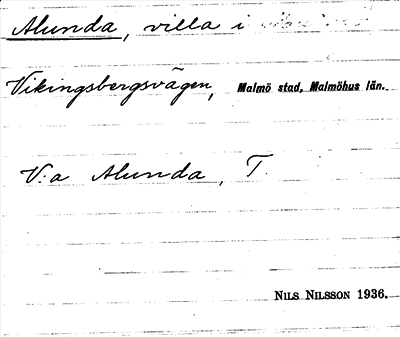 Alunda, villa i
Vikingsbergsvägen, Malmö stad, Malmöhus län.
V:a Alunda, T.
NILS NILSSON 1936.